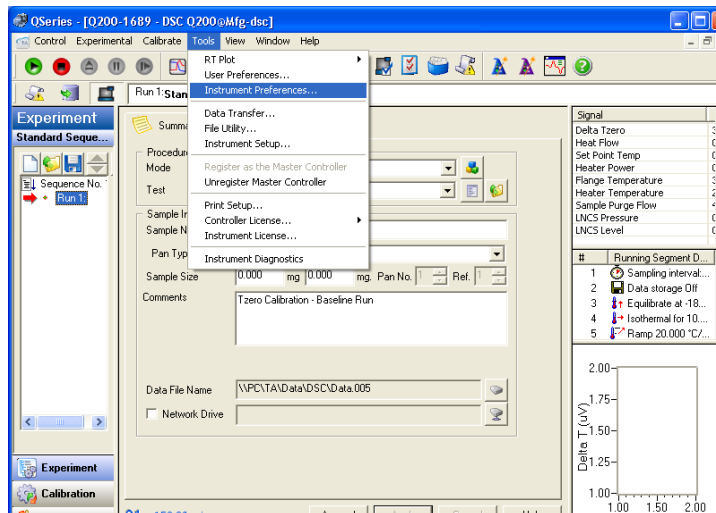 QSeries - [Q200-1689 - DSC Q200@Mfg-dsc]
Control Experimental Calibrate Tools View Window Help
RT Plot
User Preferences...
Instrument Preferences...
Data Transfer...
File Utility...
Instrument Setup...
Register as the Master Controller
Unregister Master Controller
Print Setup...
Controller License...
Instrument License...
Instrument Diagnostics
Run 1:
Experiment
Standard Seque...
Sequence No.
Run 1:
Experiment
Calibration
Summa
Procedur
Mode
Test
Sample In
Sample N
Pan Typ
Sample Size 0.000 mg 0.000 mg. Pan No. 1 Ref. 1
Comments
Tzero Calibration - Baseline Run
Data File Name \\PC\TA\Data\DSC\Data.005
Network Drive
Signal
Delta Tzero
Heat Flow
Set Point Temp
Heater Power
Flange Temperature
Heater Temperature
Sample Purge Flow
LNCS Pressure
LNCS Level
# Running Segment D...
1 Sampling interval:...
2 Data storage Off
3 Equilibrate at -18...
4 Isothermal for 10....
5 Ramp 20.000 °C/...
2.00
1.75
1.50
1.25
1.00
Delta T (uV)
1.00 1.50 2.00